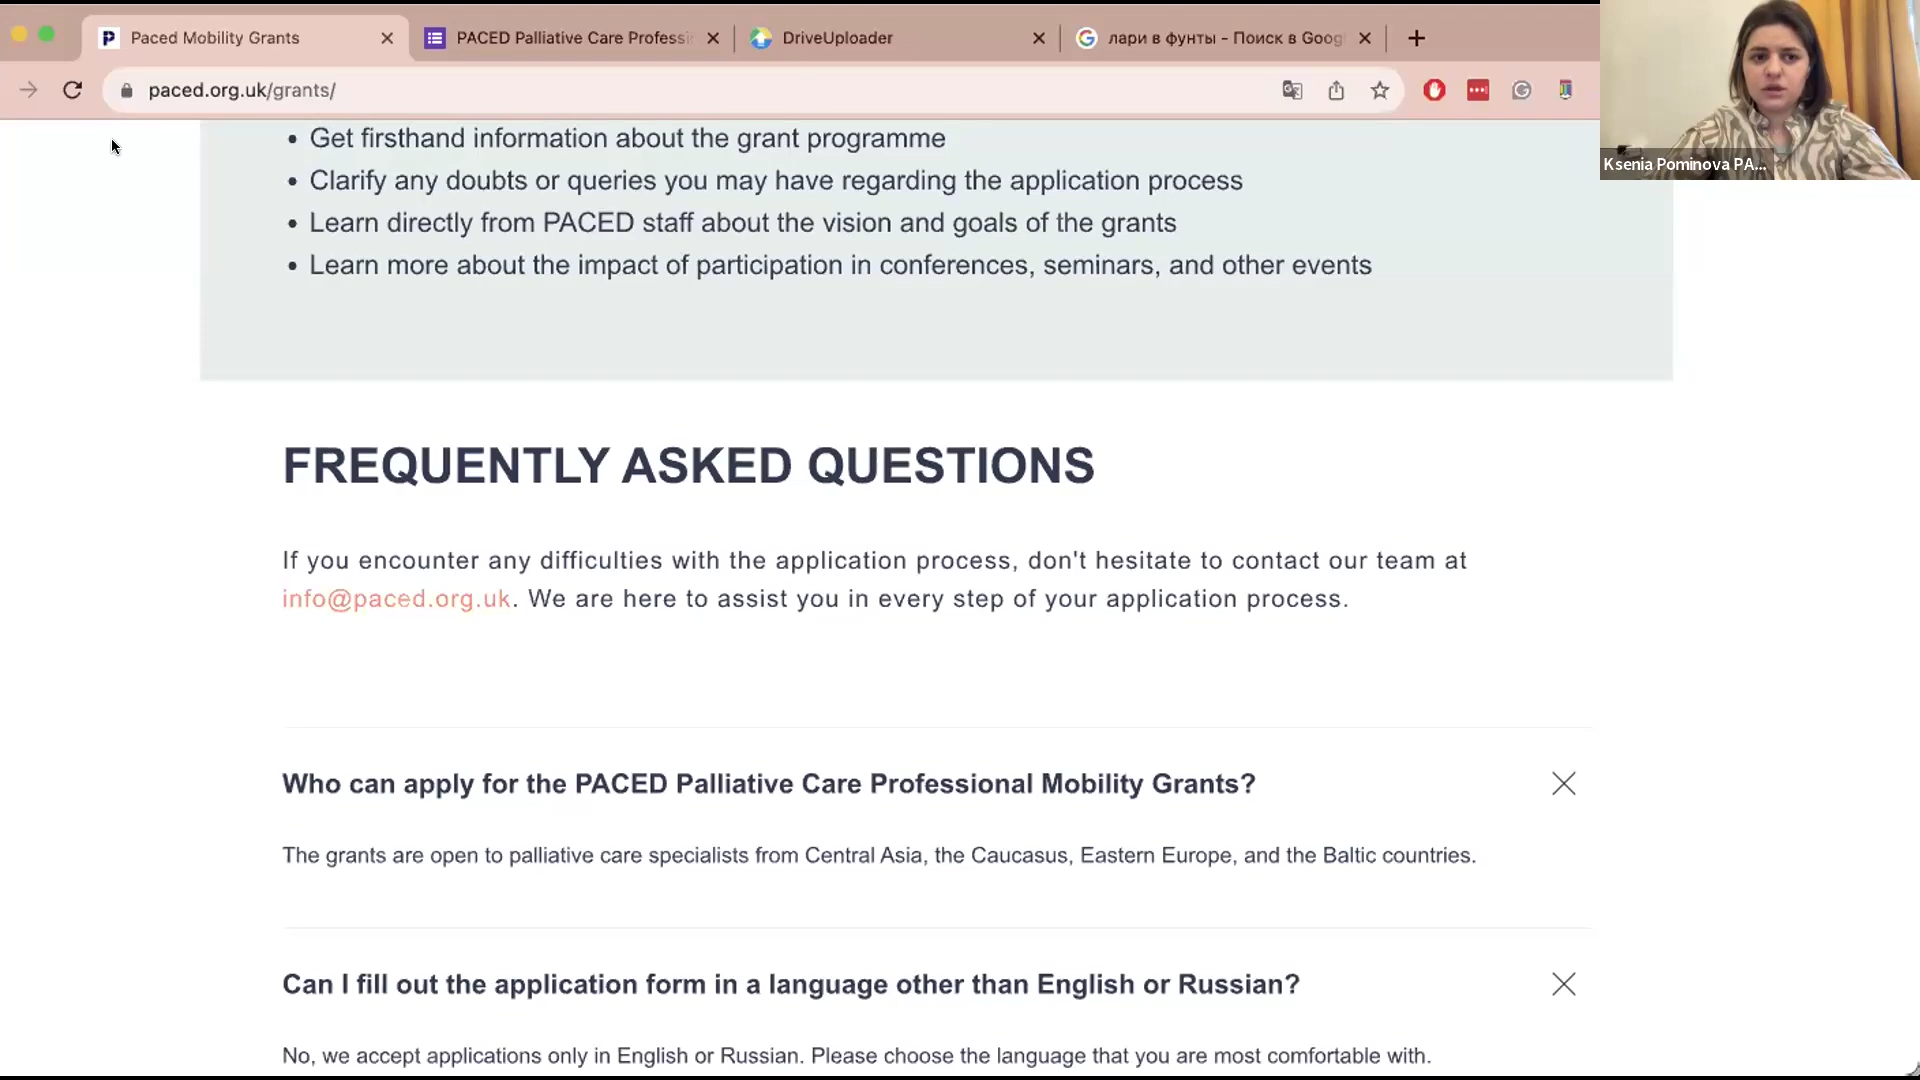 Paced Mobility Grants
PACED Palliative Care Professi
DriveUploader
лари в фунты - Поиск в Goog
paced.org.uk/grants/
Ksenia Pominova PA...
• Get firsthand information about the grant programme
• Clarify any doubts or queries you may have regarding the application process
• Learn directly from PACED staff about the vision and goals of the grants
• Learn more about the impact of participation in conferences, seminars, and other events
FREQUENTLY ASKED QUESTIONS
If you encounter any difficulties with the application process, don't hesitate to contact our team at
info@paced.org.uk. We are here to assist you in every step of your application process.
Who can apply for the PACED Palliative Care Professional Mobility Grants?
The grants are open to palliative care specialists from Central Asia, the Caucasus, Eastern Europe, and the Baltic countries.
Can I fill out the application form in a language other than English or Russian?
No, we accept applications only in English or Russian. Please choose the language that you are most comfortable with.